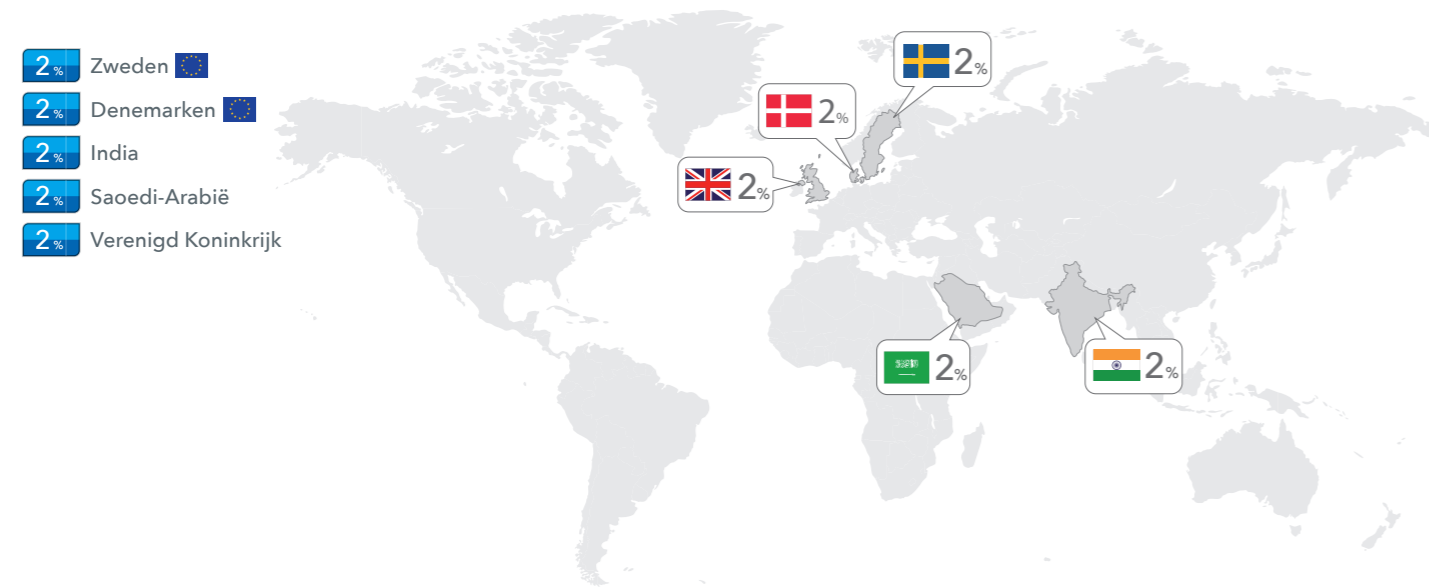 2% Zweden
2% Denemarken
2% India
2% Saoedi-Arabië
2% Verenigd Koninkrijk
2%
2%
2%
2%
2%